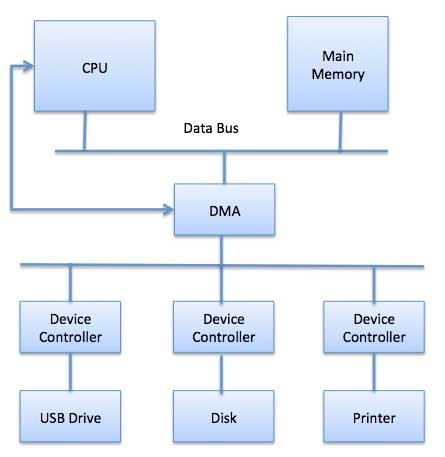 CPU
Main
Memory
Data Bus
DMA
Device
Controller
Device
Controller
Device
Controller
USB Drive
Disk
Printer